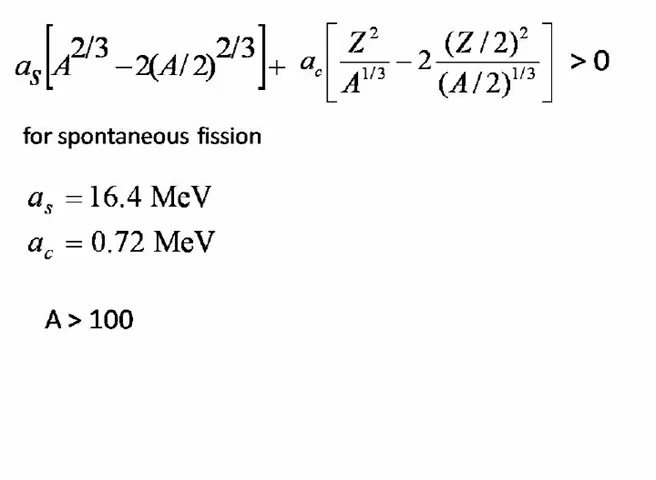 a_s[A^{2/3} – 2(A/2)^{2/3}] + a_c[Z^2/A^{1/3} – 2 (Z/2)^2/(A/2)^{1/3}] > 0
for spontaneous fission
a_s = 16.4 MeV
a_c = 0.72 MeV
A > 100